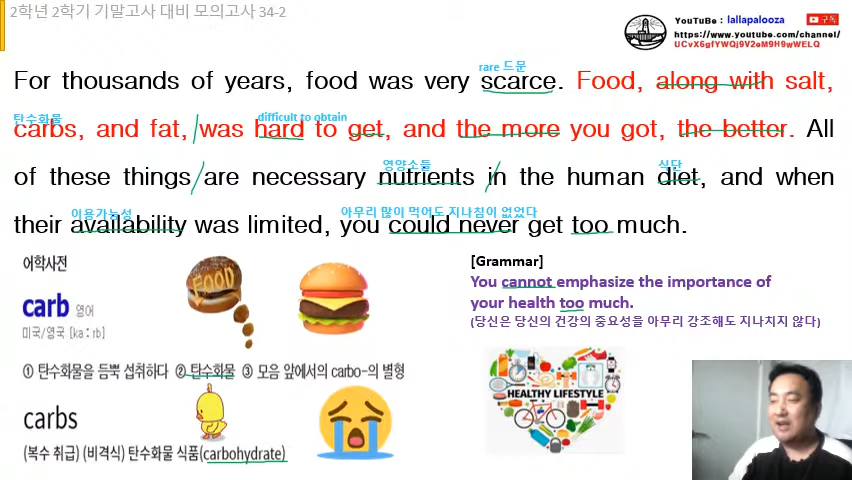 2학년 2학기 기말고사 대비 모의고사 34-2
YouTuBe : lallapalooza
구독
https://www.youtube.com/channel/
UCvX6gfYWQj9V2eM9H9wWELQ
rare 드문
For thousands of years, food was very scarce. Food, along with salt,
탄수화물
difficult to obtain
carbs, and fat, was hard to get, and the more you got, the better. All
영양소들
식단
of these things are necessary nutrients in the human diet, and when
이용가능성
아무리 많이 먹어도 지나침이 없었다
their availability was limited, you could never get too much.
어학사전
carb 영어
미국/영국 [kɑːrb]
① 탄수화물을 듬뿍 섭취하다 ② 탄수화물 ③ 모음 앞에서의 carbo-의 별형
carbs
(복수 취급) (비격식) 탄수화물 식품(carbohydrate)
FOOD
[Grammar]
You cannot emphasize the importance of
your health too much.
(당신은 당신의 건강의 중요성을 아무리 강조해도 지나치지 않다)
HEALTHY LIFESTYLE